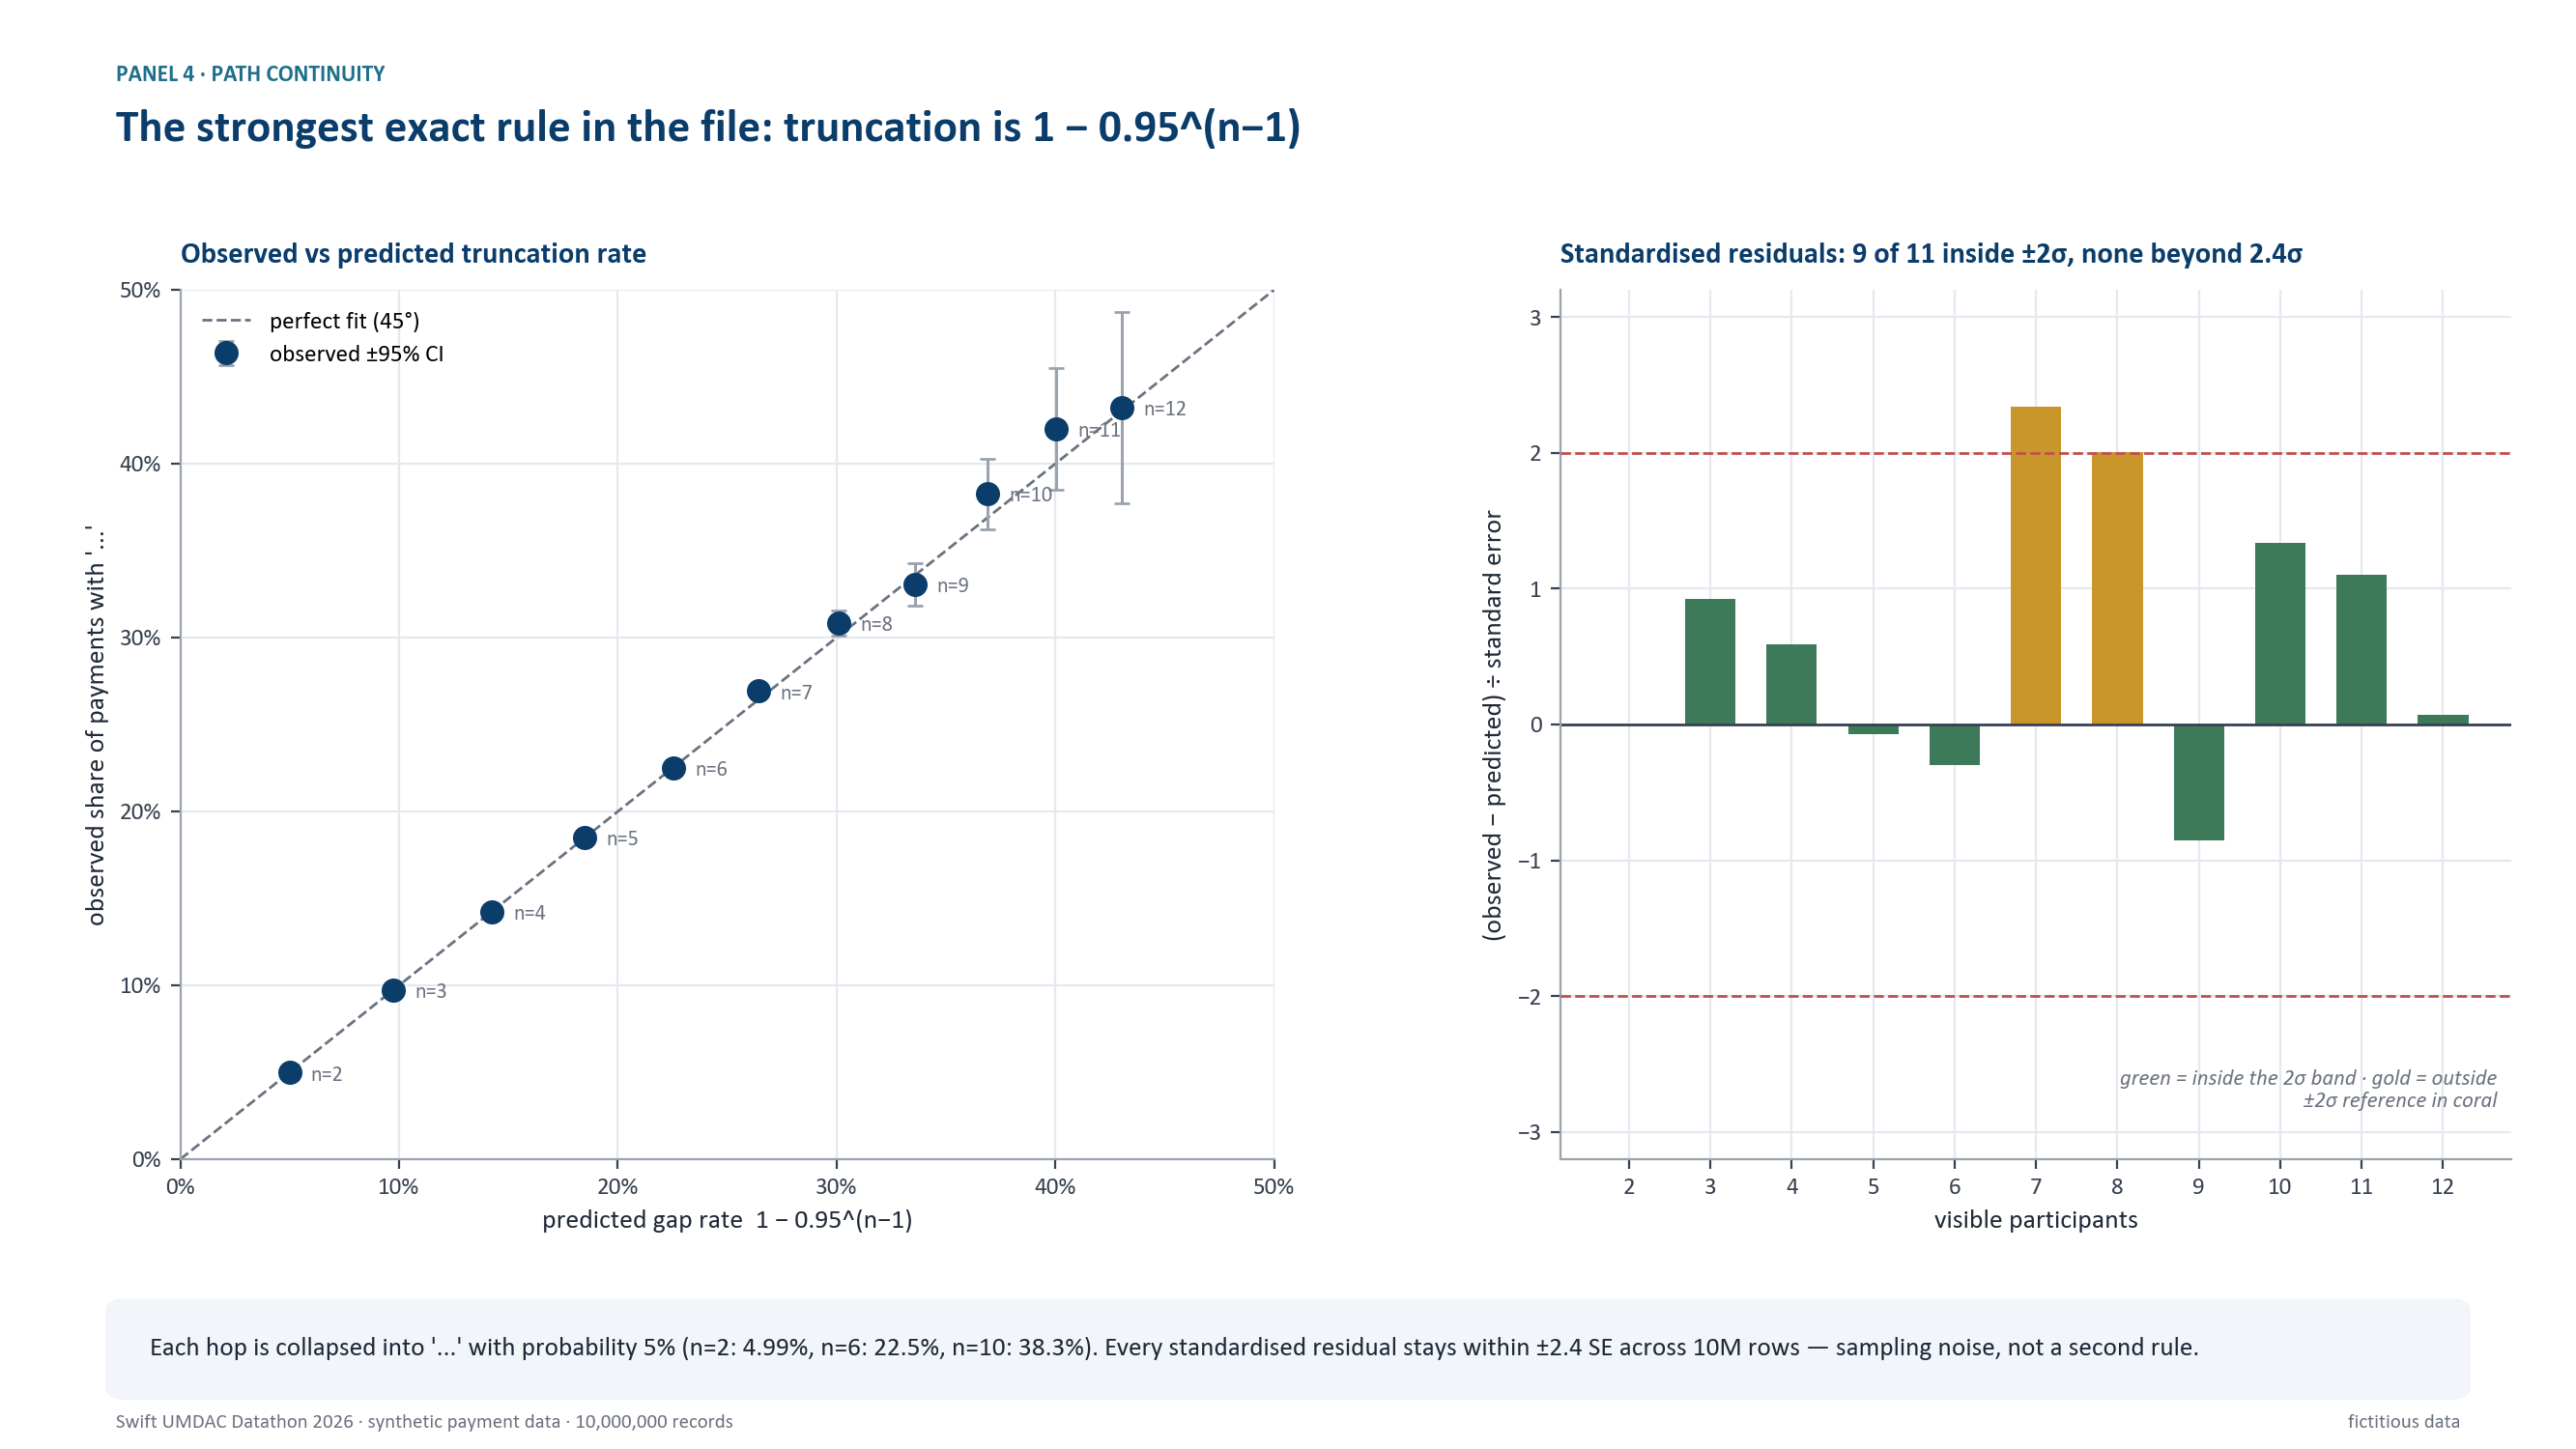 PANEL 4 · PATH CONTINUITY
The strongest exact rule in the file: truncation is 1 − 0.95^(n−1)
Observed vs predicted truncation rate
observed share of payments with '...'
50%
40%
30%
20%
10%
0%
perfect fit (45°)
observed ±95% CI
n=12
n=11
n=10
n=9
n=8
n=7
n=6
n=5
n=4
n=3
n=2
0%
10%
20%
30%
40%
50%
predicted gap rate 1 − 0.95^(n−1)
Standardised residuals: 9 of 11 inside ±2σ, none beyond 2.4σ
(observed − predicted) ÷ standard error
3
2
1
0
−1
−2
−3
green = inside the 2σ band · gold = outside
±2σ reference in coral
2
3
4
5
6
7
8
9
10
11
12
visible participants
Each hop is collapsed into '...' with probability 5% (n=2: 4.99%, n=6: 22.5%, n=10: 38.3%). Every standardised residual stays within ±2.4 SE across 10M rows — sampling noise, not a second rule.
Swift UMDAC Datathon 2026 · synthetic payment data · 10,000,000 records
fictitious data